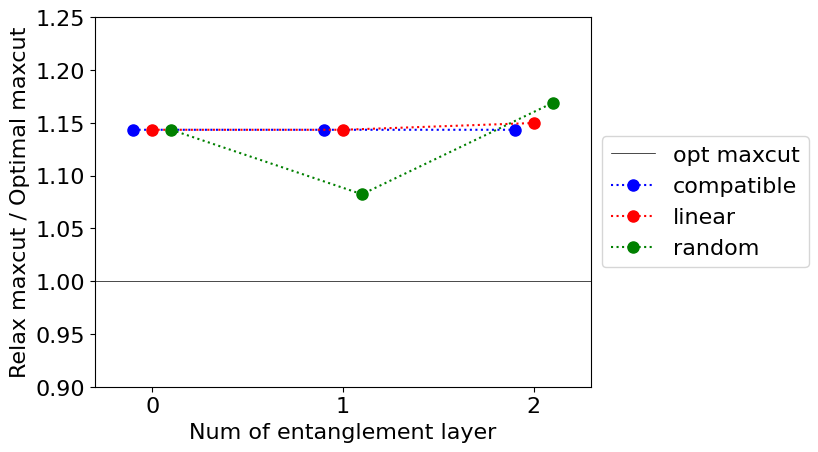 Relax maxcut / Optimal maxcut
1.25
1.20
1.15
1.10
1.05
1.00
0.95
0.90
0
1
2
Num of entanglement layer
opt maxcut
compatible
linear
random